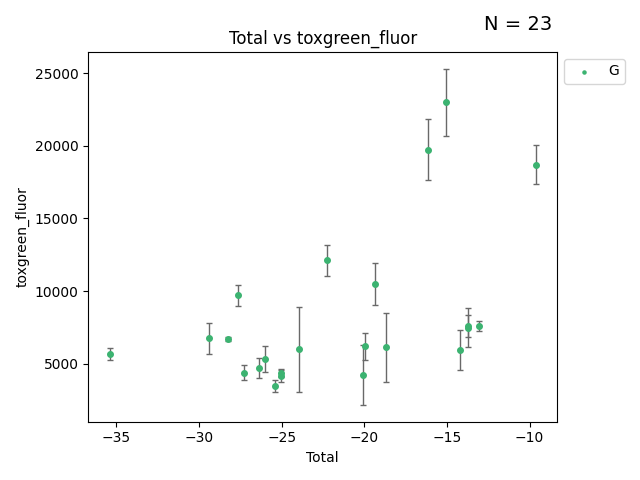 N = 23
Total vs toxgreen_fluor
G
25000
20000
15000
10000
5000
toxgreen_fluor
−35
−30
−25
−20
−15
−10
Total